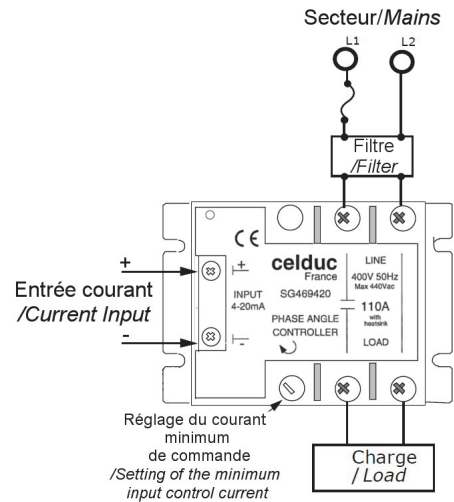 Secteur/Mains
L1 L2
Filtre
/Filter
CE
celduc
France
SG469420
LINE
400V 50Hz
Max 440Vac
110A
with
heatsink
LOAD
+
Entrée courant
/Current Input
-
+
INPUT
4-20mA
-
PHASE ANGLE
CONTROLLER
Réglage du courant
minimum
de commande
/Setting of the minimum
input control current
Charge
/ Load